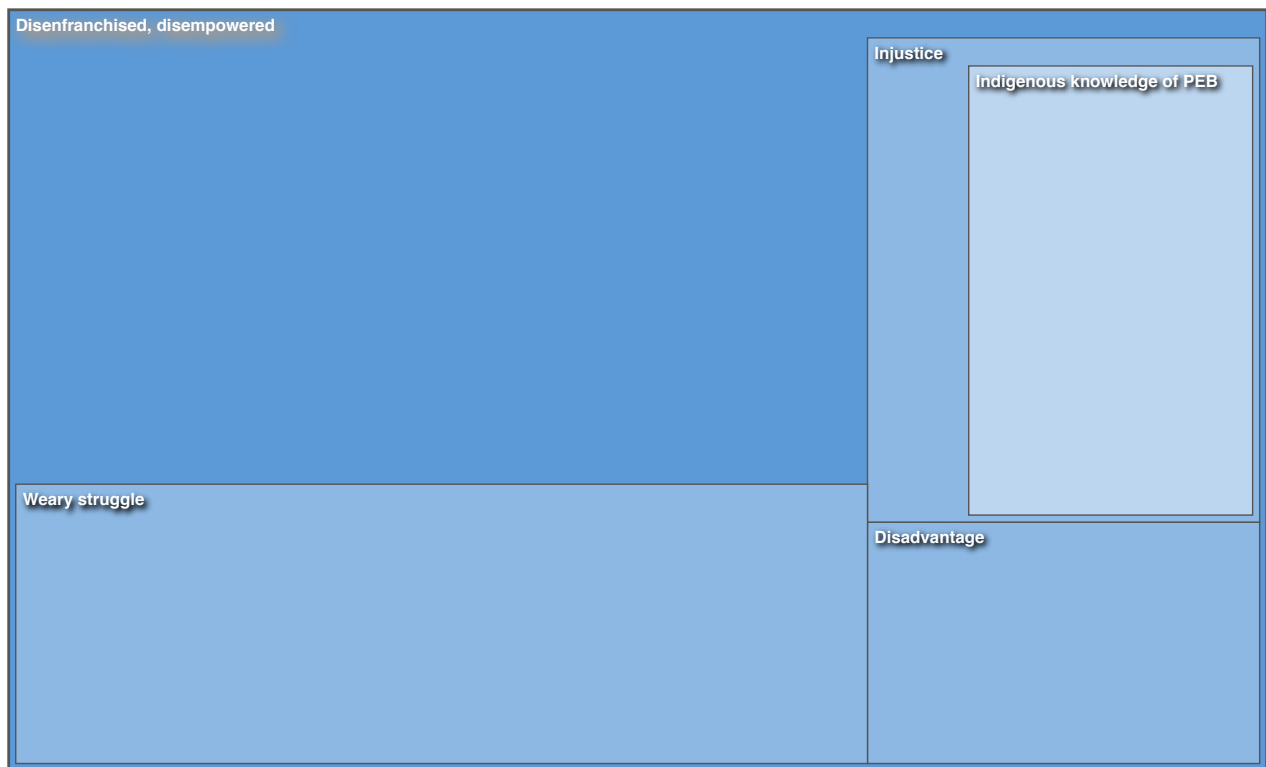 Disenfranchised, disempowered
Injustice
Indigenous knowledge of PEB
Weary struggle
Disadvantage